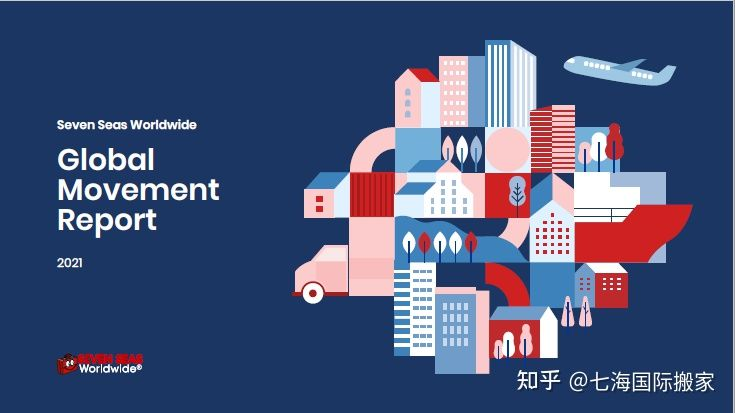 Seven Seas Worldwide
Global
Movement
Report
2021
SEVEN SEAS
Worldwide®
知乎 @七海国际搬家